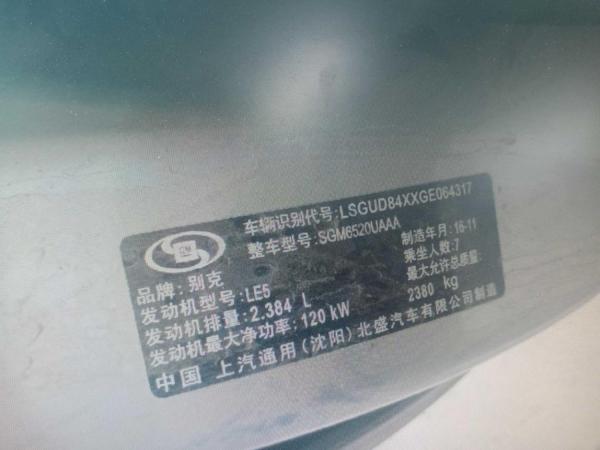 车辆识别代号:LSGUD84XXGE064317
整车型号:SGM6520UAAA
品牌:别克
制造年月:16-11
发动机型号:LE5
乘坐人数:7
发动机排量:2.384 L
最大允许总质量:
发动机最大净功率:120 kW
2380 kg
中国 上汽通用(沈阳)北盛汽车有限公司制造